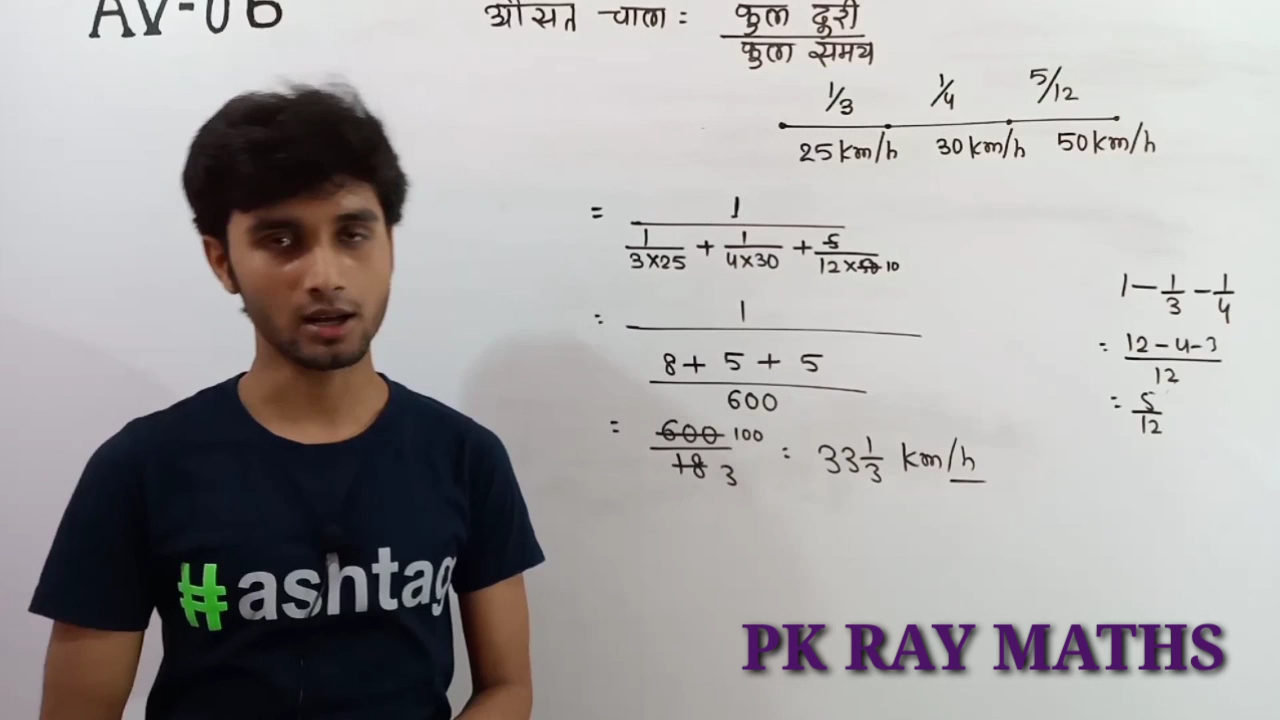 AV-06
औसत चाल = कुल दूरी
कुल समय
1/3 1/4 5/12
25 km/h 30 km/h 50 km/h
= 1
1 + 1 + 5
3×25 4×30 12×50 10
= 1
8 + 5 + 5
600
= 600 100 = 33 1/3 km/h
18 3
1 - 1/3 - 1/4
= 12 - 4 - 3
12
= 5
12
#ashtag
PK RAY MATHS